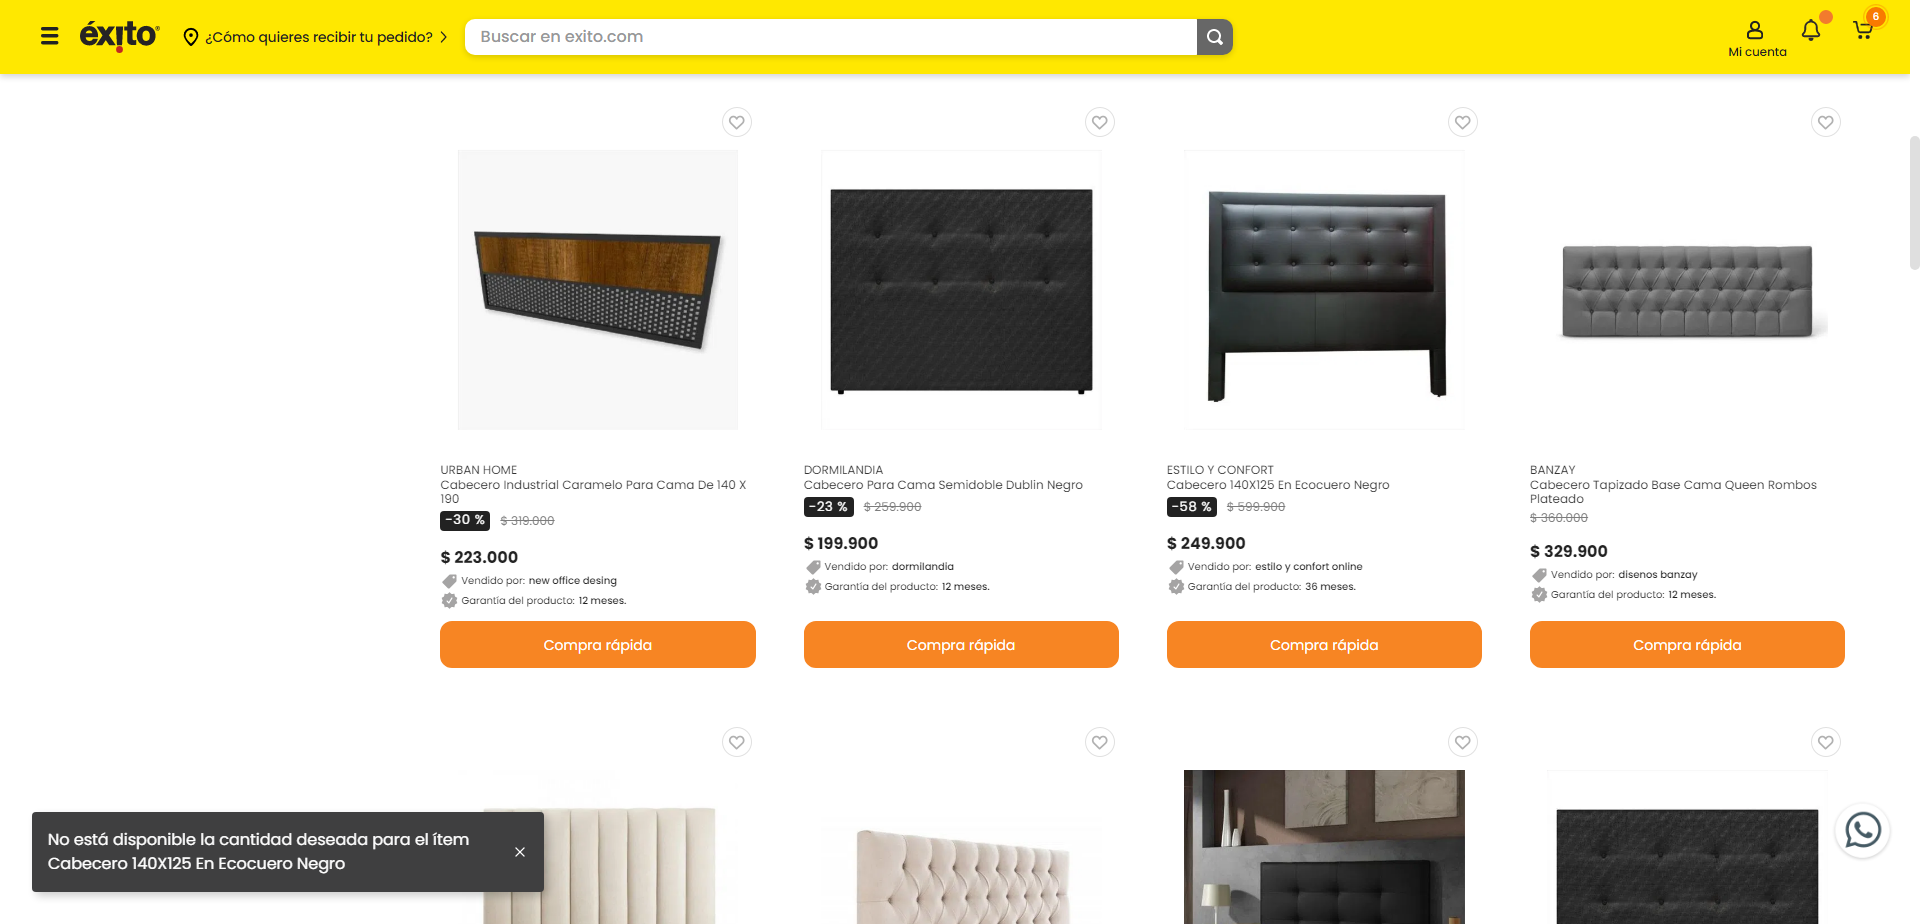 éxito
¿Cómo quieres recibir tu pedido?
Buscar en exito.com
Mi cuenta
6
URBAN HOME
Cabecero Industrial Caramelo Para Cama De 140 X
190
-30 % $ 319.000
$ 223.000
Vendido por: new office desing
Garantía del producto: 12 meses.
Compra rápida
DORMILANDIA
Cabecero Para Cama Semidoble Dublin Negro
-23 % $ 259.900
$ 199.900
Vendido por: dormilandia
Garantía del producto: 12 meses.
Compra rápida
ESTILO Y CONFORT
Cabecero 140X125 En Ecocuero Negro
-58 % $ 599.900
$ 249.900
Vendido por: estilo y confort online
Garantía del producto: 36 meses.
Compra rápida
BANZAY
Cabecero Tapizado Base Cama Queen Rombos
Plateado
$ 360.000
$ 329.900
Vendido por: disenos banzay
Garantía del producto: 12 meses.
Compra rápida
No está disponible la cantidad deseada para el ítem
Cabecero 140X125 En Ecocuero Negro